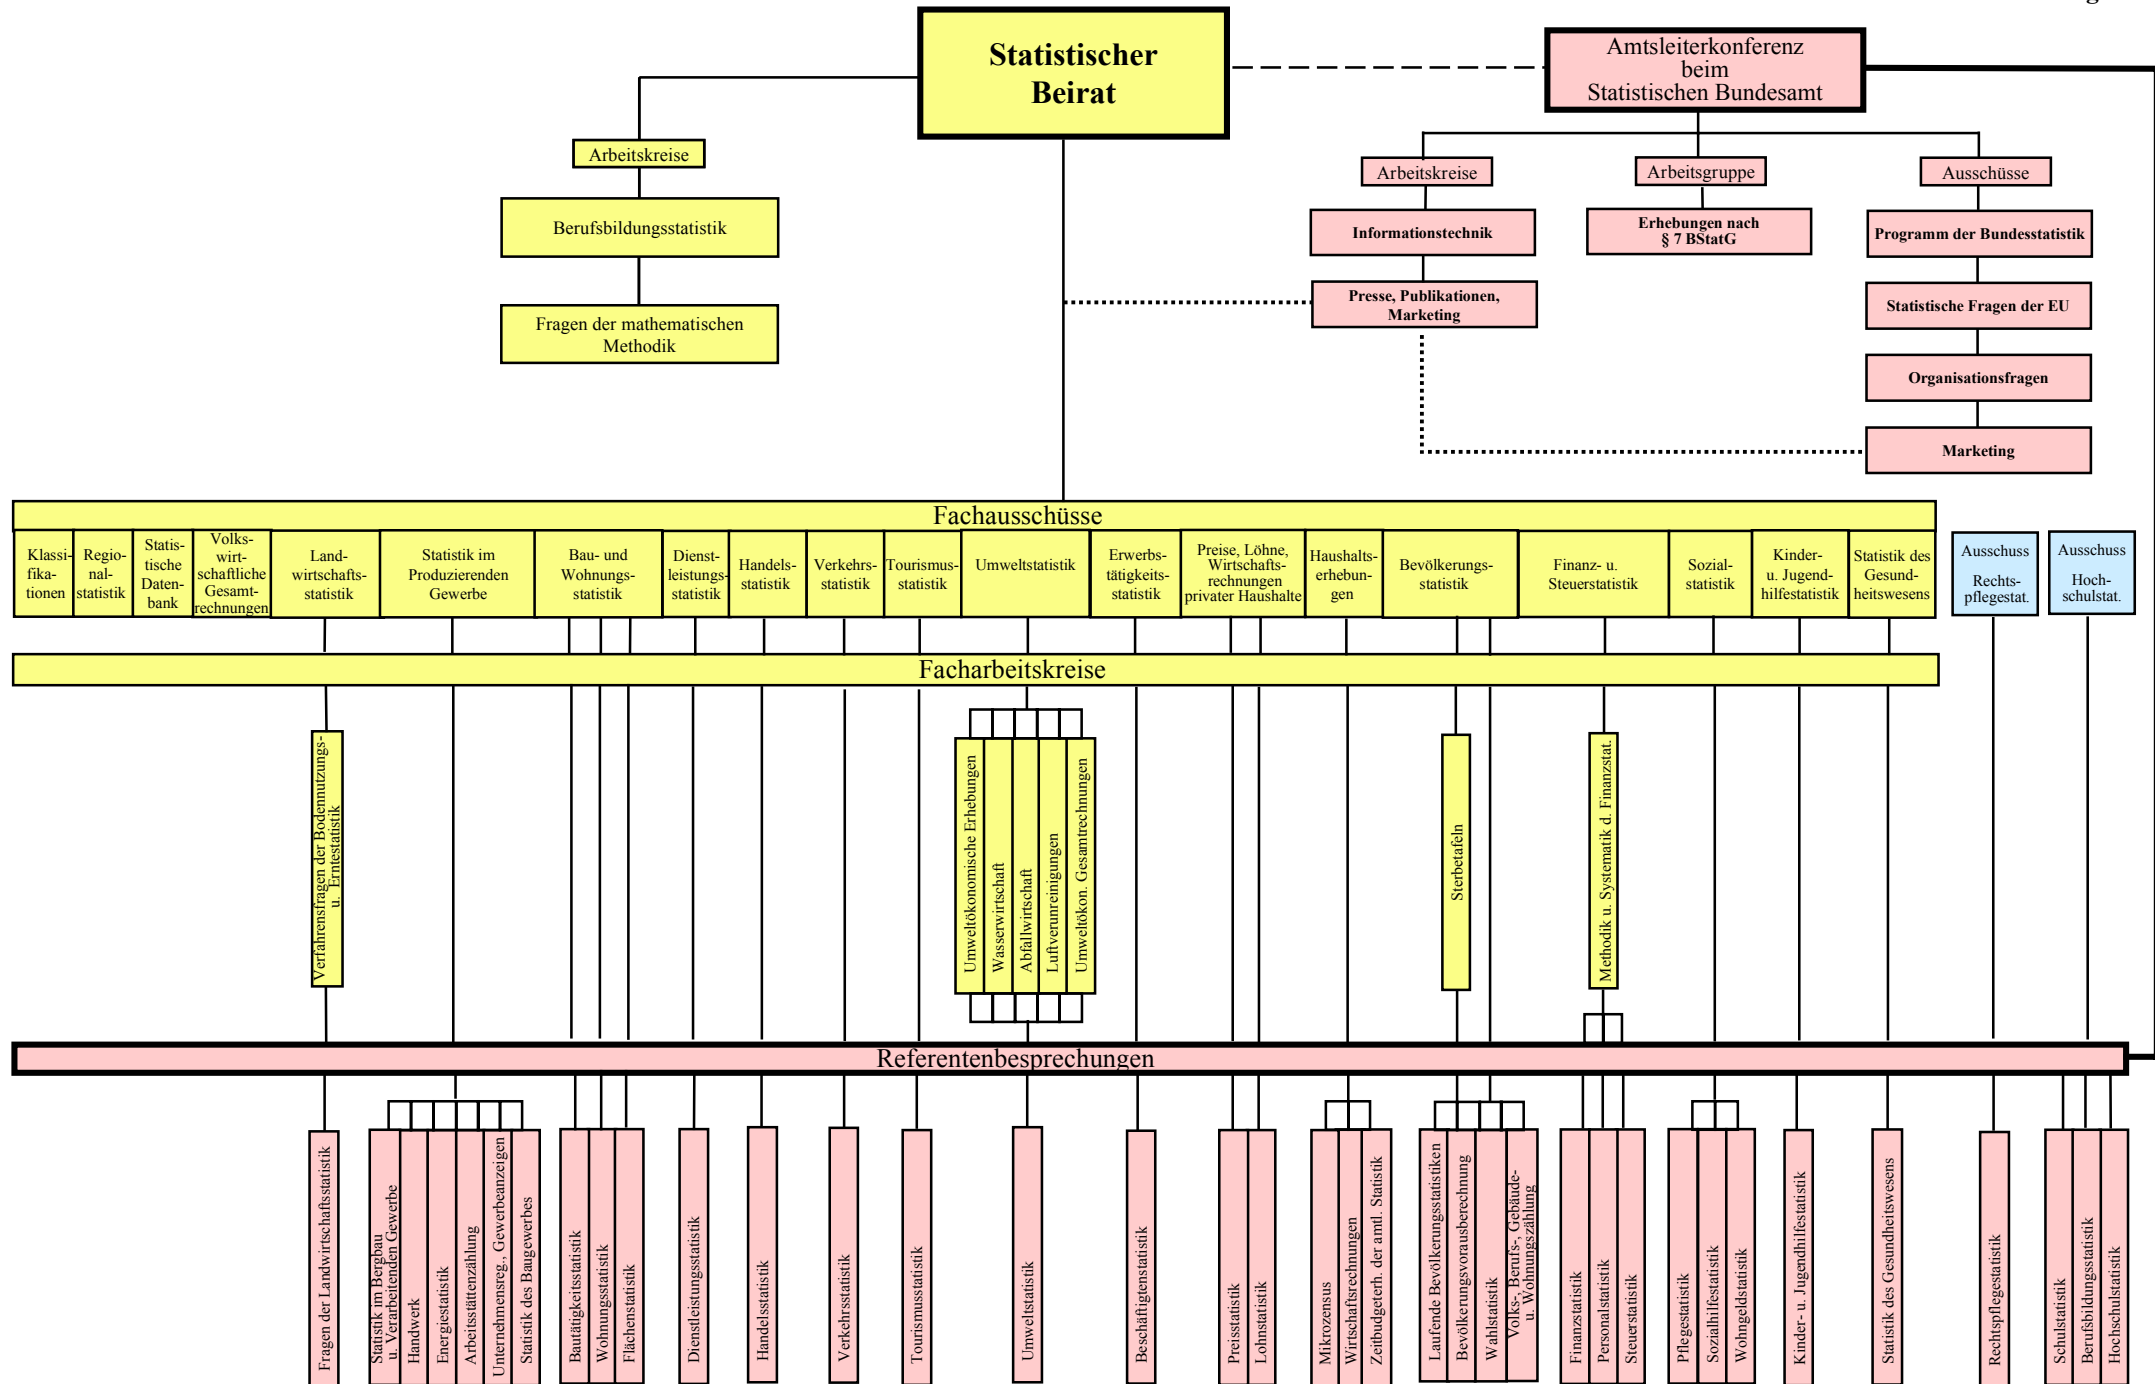 Statistischer
Beirat
Amtsleiterkonferenz
beim
Statistischen Bundesamt
Arbeitskreise
Berufsbildungsstatistik
Fragen der mathematischen
Methodik
Arbeitskreise
Informationstechnik
Presse, Publikationen,
Marketing
Arbeitsgruppe
Erhebungen nach
§ 7 BStatG
Ausschüsse
Programm der Bundesstatistik
Statistische Fragen der EU
Organisationsfragen
Marketing
Fachausschüsse
Klassi-
fika-
tionen
Regio-
nal-
statistik
Statis-
tische
Daten-
bank
Volks-
wirt-
schaftliche
Gesamt-
rechnungen
Land-
wirtschafts-
statistik
Statistik im
Produzierenden
Gewerbe
Bau- und
Wohnungs-
statistik
Dienst-
leistungs-
statistik
Handels-
statistik
Verkehrs-
statistik
Tourismus-
statistik
Umweltstatistik
Erwerbs-
tätigkeits-
statistik
Preise, Löhne,
Wirtschafts-
rechnungen
privater Haushalte
Haushalts-
erhebun-
gen
Bevölkerungs-
statistik
Finanz- u.
Steuerstatistik
Sozial-
statistik
Kinder-
u. Jugend-
hilfestatistik
Statistik des
Gesund-
heitswesens
Ausschuss
Rechts-
pflegestat.
Ausschuss
Hoch-
schulstat.
Facharbeitskreise
Verfahrensfragen der Bodennutzungs-
u. Erntestatistik
Umweltökonomische Erhebungen
Wasserwirtschaft
Abfallwirtschaft
Luftverunreinigungen
Umweltökon. Gesamtrechnungen
Sterbetafeln
Methodik u. Systematik d. Finanzstat.
Referentenbesprechungen
Fragen der Landwirtschaftsstatistik
Statistik im Bergbau
u. Verarbeitenden Gewerbe
Handwerk
Energiestatistik
Arbeitsstättenzählung
Unternehmensreg., Gewerbeanzeigen
Statistik des Baugewerbes
Bautätigkeitsstatistik
Wohnungsstatistik
Flächenstatistik
Dienstleistungsstatistik
Handelsstatistik
Verkehrsstatistik
Tourismusstatistik
Umweltstatistik
Beschäftigtenstatistik
Preisstatistik
Lohnstatistik
Mikrozensus
Wirtschaftsrechnungen
Zeitbudgeterh. der amtl. Statistik
Laufende Bevölkerungsstatistiken
Bevölkerungsvorausberechnung
Wahlstatistik
Volks-, Berufs-, Gebäude-
u. Wohnungszählung
Finanzstatistik
Personalstatistik
Steuerstatistik
Pflegestatistik
Sozialhilfestatistik
Wohngeldstatistik
Kinder- u. Jugendhilfestatistik
Statistik des Gesundheitswesens
Rechtspflegestatistik
Schulstatistik
Berufsbildungsstatistik
Hochschulstatistik